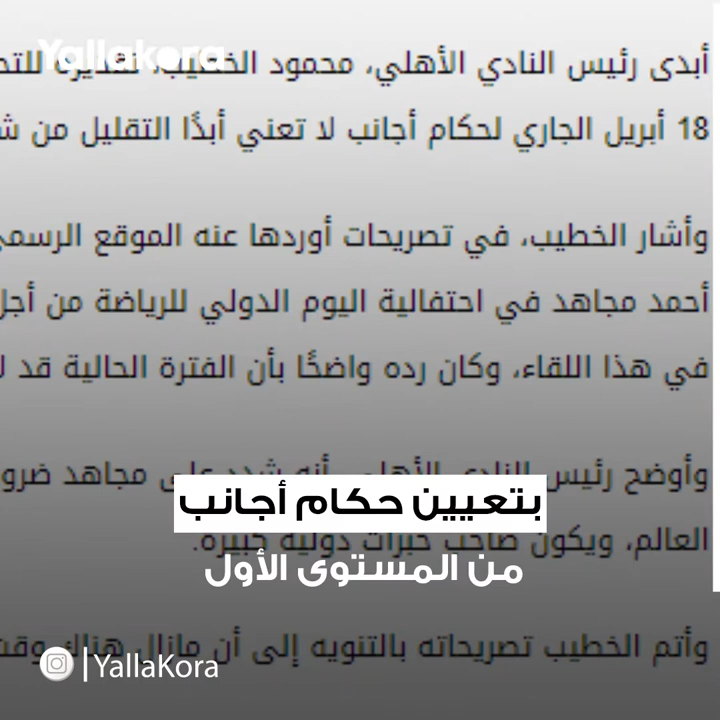 Yallakora
أبدى رئيس النادي الأهلي، محمود الخطيب، تقديره
18 أبريل الجاري لحكام أجانب لا تعني أبدًا التقليل من
وأشار الخطيب، في تصريحات أوردها عنه الموقع
أحمد مجاهد في احتفالية اليوم الدولي للرياضة من أجل
في هذا اللقاء، وكان رده واضحًا بأن الفترة الحالية قد
وأوضح رئيس النادي الأهلي، أنه شدد على مجاهد
بتعيين حكام أجانب
العالم، ويكون صاحب خبرات دولية كبيرة.
من المستوى الأول
وأتم الخطيب تصريحاته بالتنويه إلى أن مازال هناك وقت
| YallaKora